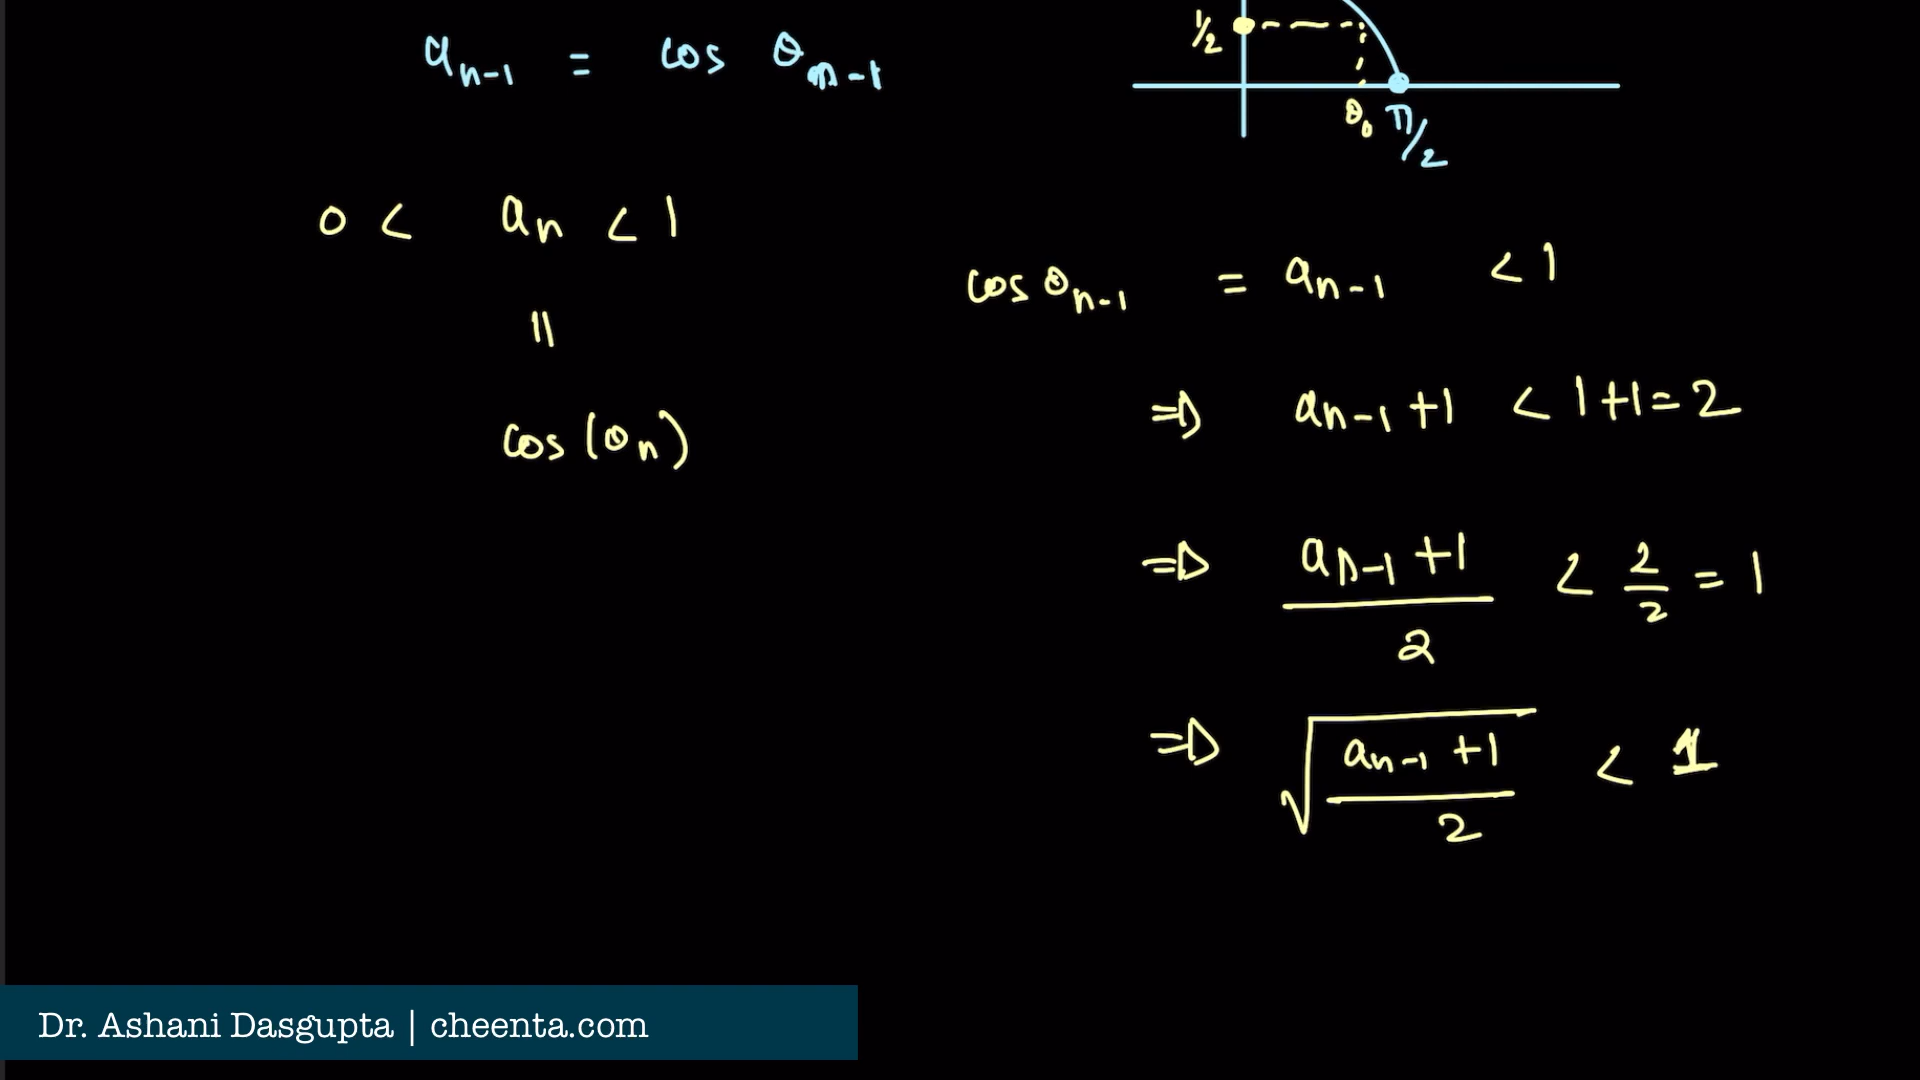 a_{n-1} = cos θ_{n-1}
1/2
θ_0 π/2
0 < a_n < 1
||
cos(θ_n)
cos θ_{n-1} = a_{n-1} < 1
⇒ a_{n-1} + 1 < 1+1 = 2
⇒ (a_{n-1} + 1)/2 < 2/2 = 1
⇒ √((a_{n-1} + 1)/2) < 1
Dr. Ashani Dasgupta | cheenta.com